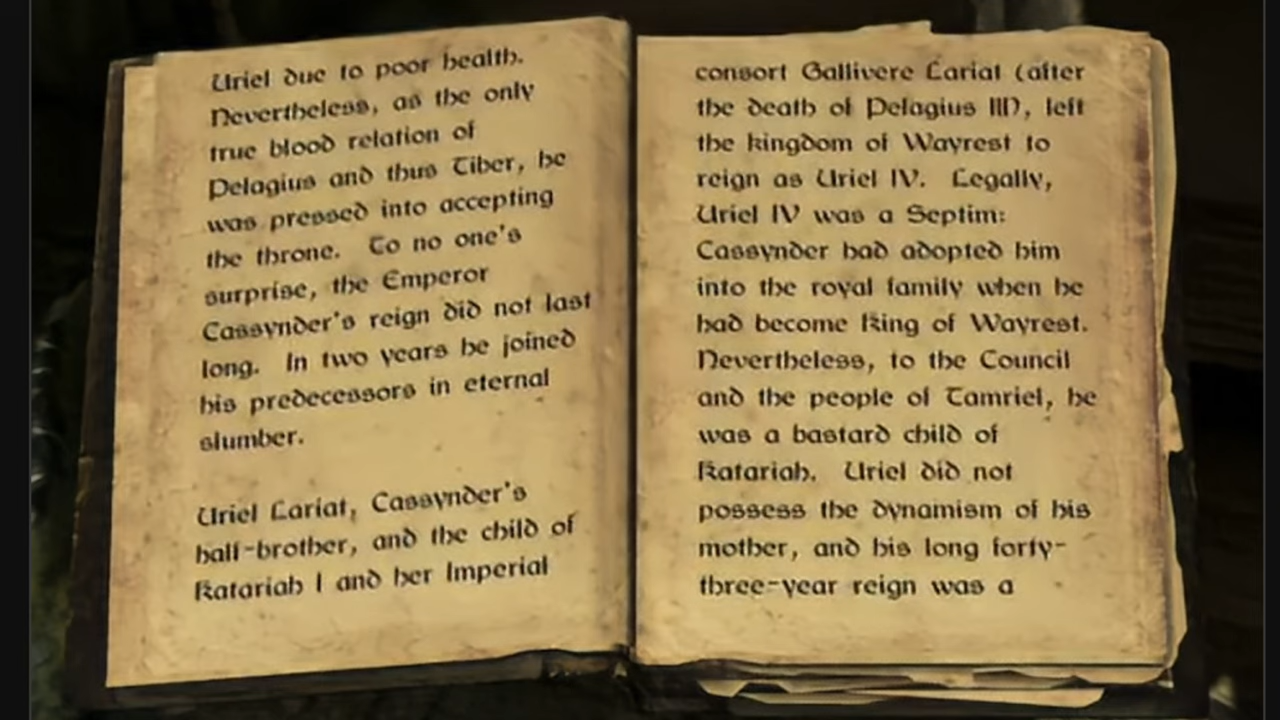 Uriel due to poor health.
Nevertheless, as the only
true blood relation of
Pelagius and thus Tiber, he
was pressed into accepting
the throne.  To no one's
surprise, the Emperor
Cassynder's reign did not last
long.  In two years he joined
his predecessors in eternal
slumber.

Uriel Lariat, Cassynder's
half-brother, and the child of
Katariah I and her Imperial
consort Gallivere Lariat (after
the death of Pelagius III), left
the kingdom of Wayrest to
reign as Uriel IV.  Legally,
Uriel IV was a Septim:
Cassynder had adopted him
into the royal family when he
had become King of Wayrest.
Nevertheless, to the Council
and the people of Tamriel, he
was a bastard child of
Katariah.  Uriel did not
possess the dynamism of his
mother, and his long forty-
three-year reign was a